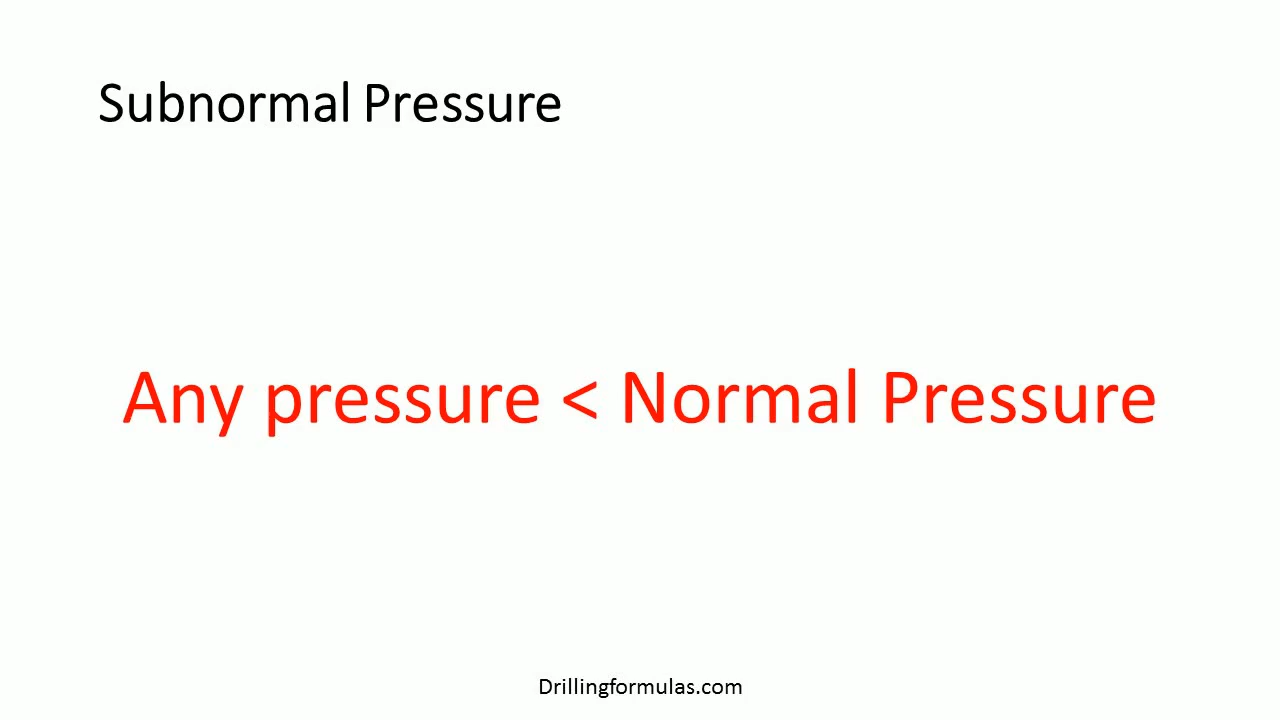 Subnormal Pressure
Any pressure < Normal Pressure
Drillingformulas.com